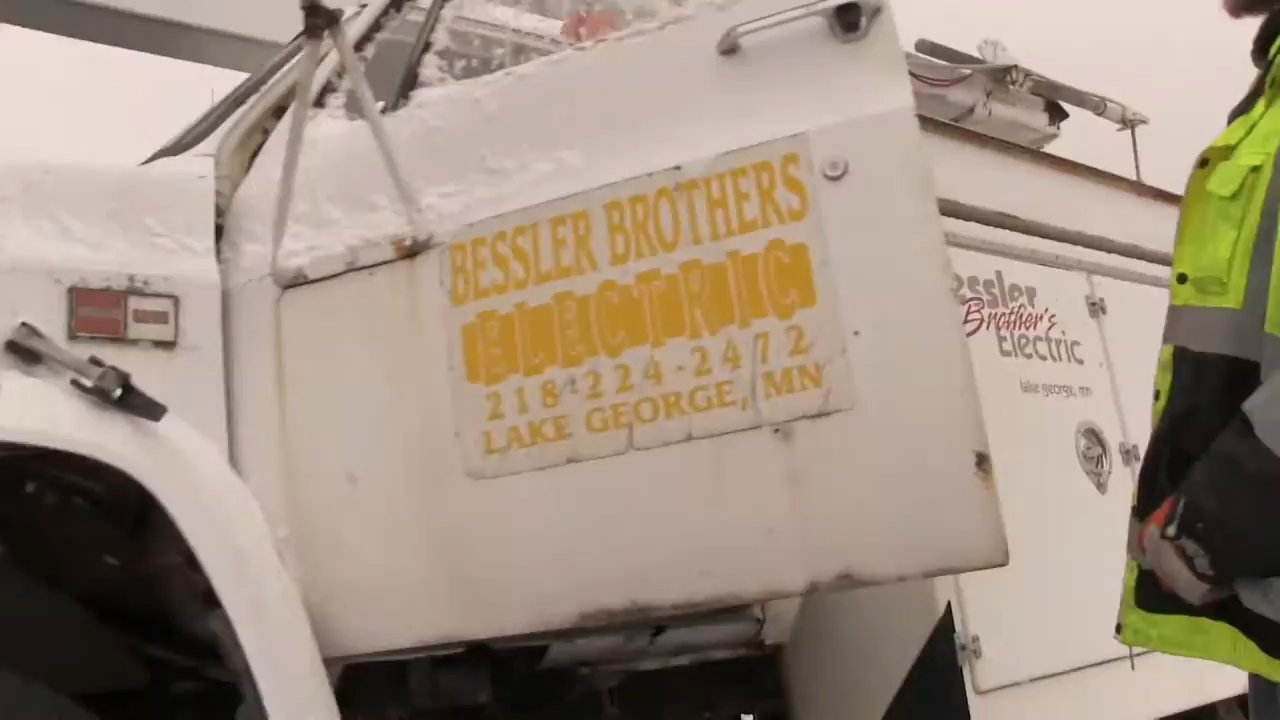 BESSLER BROTHERS
ELECTRIC
218-224-2472
LAKE GEORGE, MN
essler
Brother's
Electric
lake george, mn